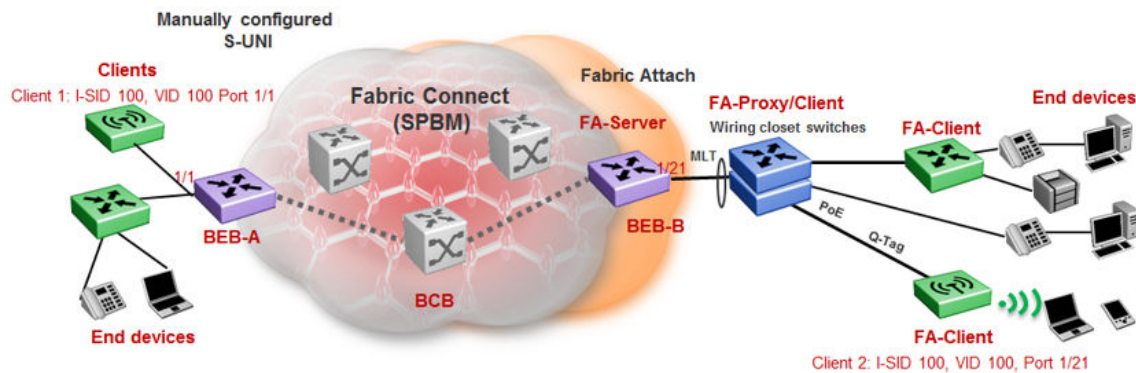 Manually configured
S-UNI
Clients
Client 1: I-SID 100, VID 100 Port 1/1
Fabric Connect
(SPBM)
Fabric Attach
FA-Server
FA-Proxy/Client
Wiring closet switches
End devices
FA-Client
MLT
1/21
1/1
BEB-A
BEB-B
PoE
Q-Tag
BCB
End devices
FA-Client
Client 2: I-SID 100, VID 100, Port 1/21